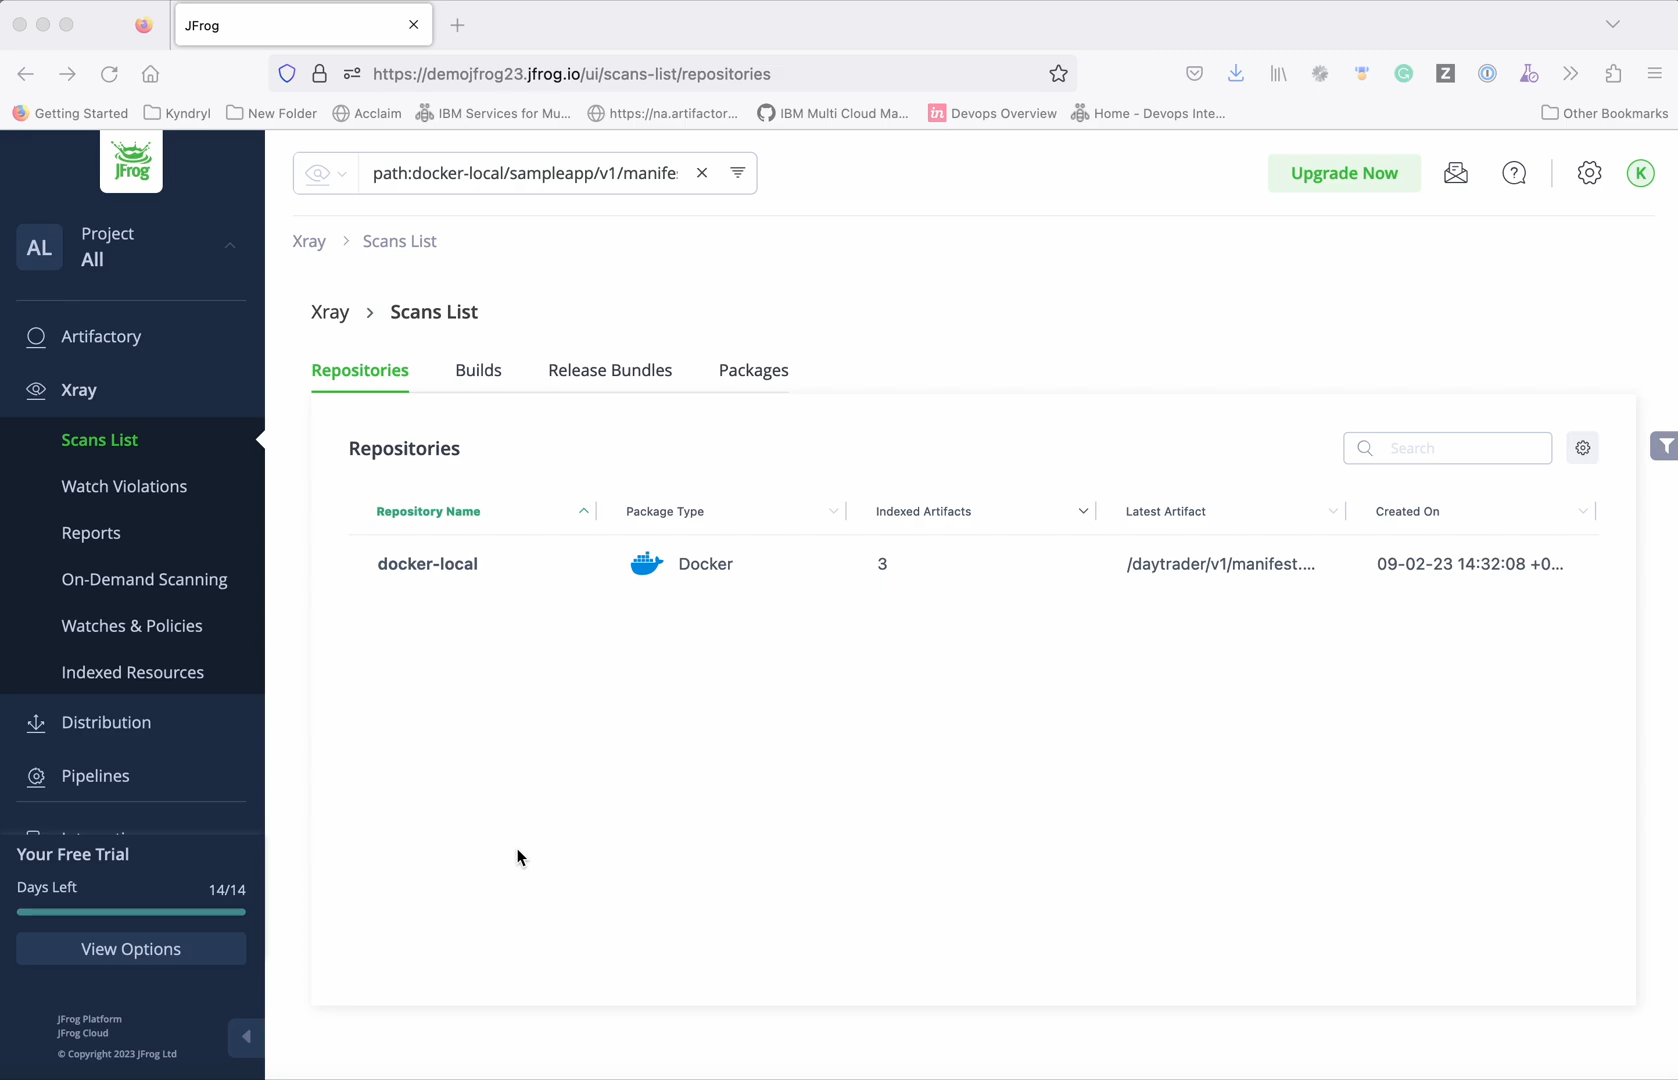 JFrog
https://demojfrog23.jfrog.io/ui/scans-list/repositories
Z
Getting Started
Kyndryl
New Folder
Acclaim
IBM Services for Mu...
https://na.artifactor...
IBM Multi Cloud Ma...
in Devops Overview
Home - Devops Inte...
Other Bookmarks
JFrog
path:docker-local/sampleapp/v1/manife
Upgrade Now
K
AL
Project
All
Xray > Scans List
Xray > Scans List
Artifactory
Xray
Scans List
Watch Violations
Reports
On-Demand Scanning
Watches & Policies
Indexed Resources
Distribution
Pipelines
Your Free Trial
Days Left
14/14
View Options
JFrog Platform
JFrog Cloud
© Copyright 2023 JFrog Ltd
Repositories
Builds
Release Bundles
Packages
Repositories
Search
Repository Name
Package Type
Indexed Artifacts
Latest Artifact
Created On
docker-local
Docker
3
/daytrader/v1/manifest....
09-02-23 14:32:08 +0...